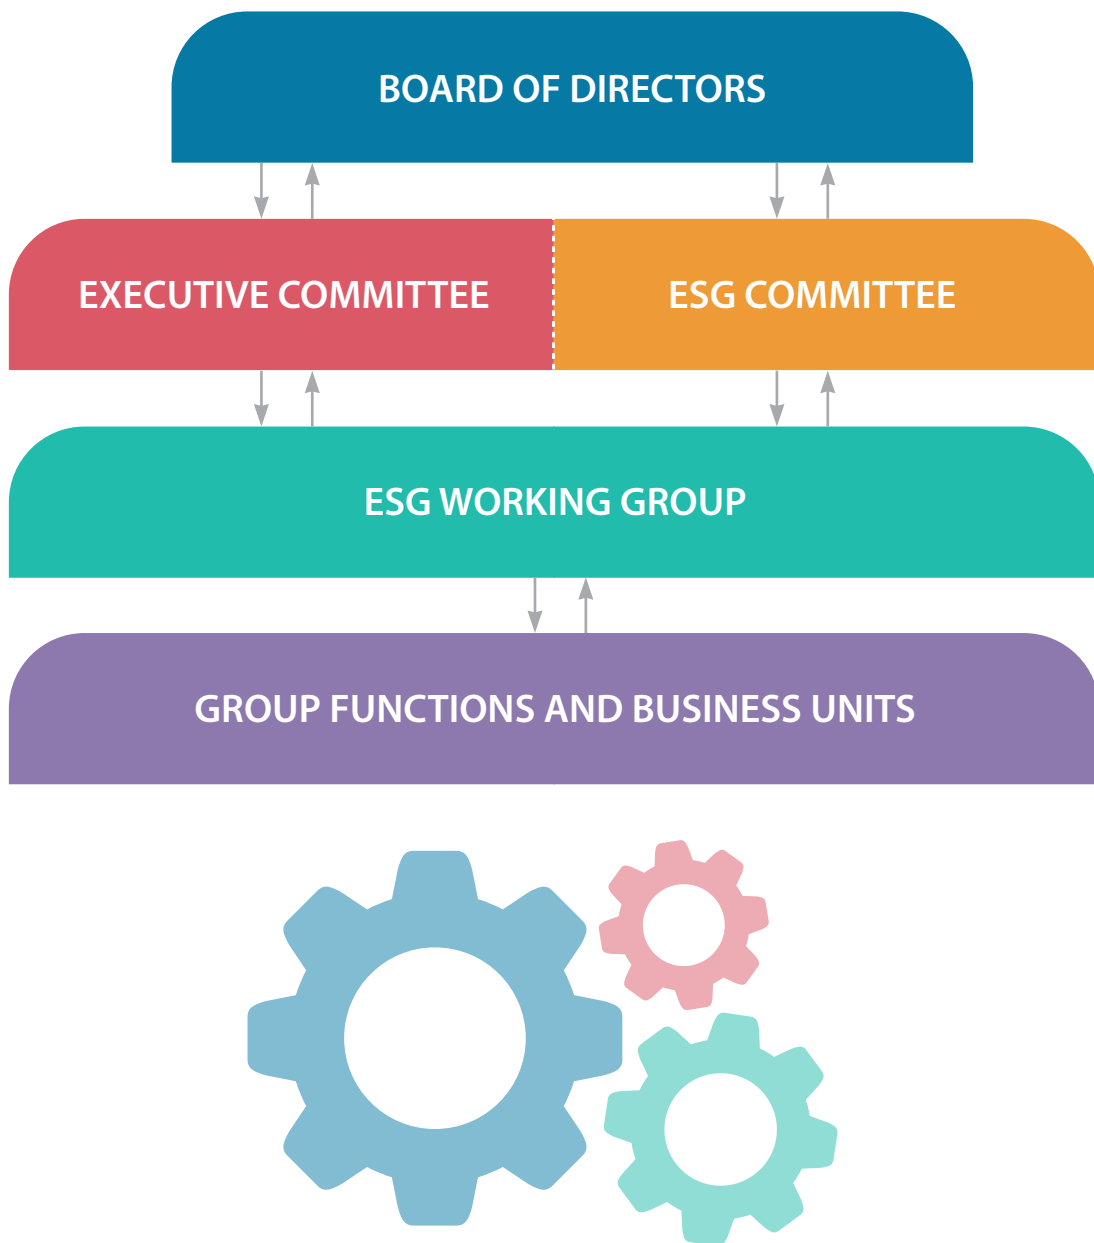 BOARD OF DIRECTORS
EXECUTIVE COMMITTEE
ESG COMMITTEE
ESG WORKING GROUP
GROUP FUNCTIONS AND BUSINESS UNITS